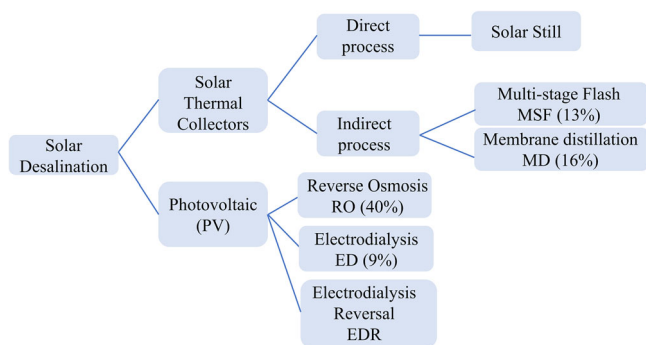 Direct
process
Solar Still
Solar
Thermal
Collectors
Multi-stage Flash
MSF (13%)
Indirect
process
Membrane distillation
MD (16%)
Solar
Desalination
Reverse Osmosis
RO (40%)
Photovoltaic
(PV)
Electrodialysis
ED (9%)
Electrodialysis
Reversal
EDR